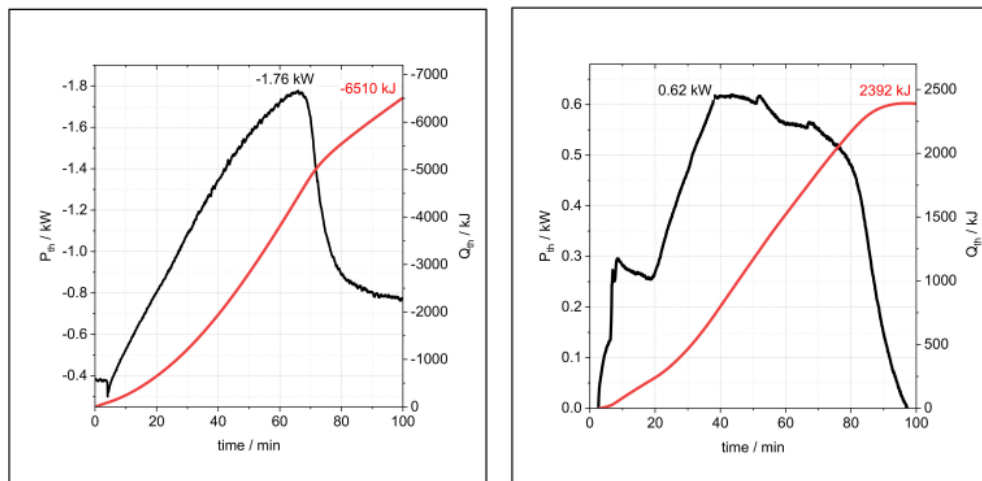 -1.76 kW
-6510 kJ
P_th / kW
-1.8
-1.6
-1.4
-1.2
-1.0
-0.8
-0.6
-0.4
-7000
-6000
-5000
-4000
-3000
-2000
-1000
0
Q_th / kJ
0 20 40 60 80 100
time / min
0.62 kW
2392 kJ
P_th / kW
0.6
0.5
0.4
0.3
0.2
0.1
0.0
2500
2000
1500
1000
500
0
Q_th / kJ
0 20 40 60 80 100
time / min